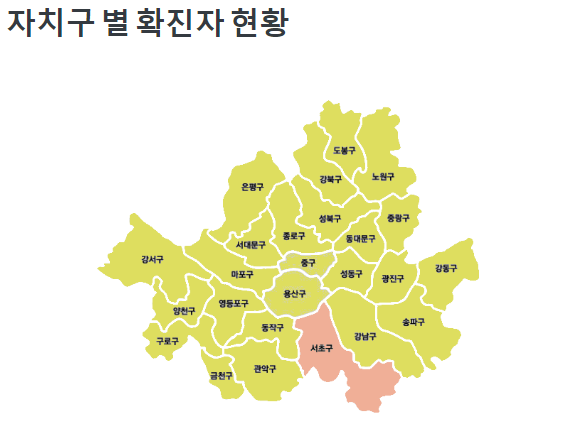 자치구 별 확진자 현황
도봉구
노원구
강북구
은평구
성북구
중랑구
종로구
동대문구
서대문구
강서구
중구
마포구
성동구
강동구
광진구
용산구
영등포구
양천구
송파구
동작구
강남구
구로구
서초구
관악구
금천구